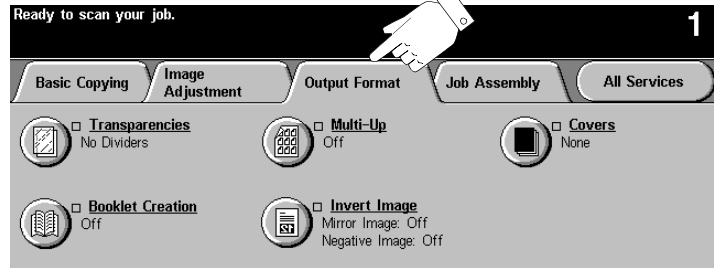 Ready to scan your job.
1
Basic Copying
Image
Adjustment
Output Format
Job Assembly
All Services
Transparencies
No Dividers
Multi-Up
Off
Covers
None
Booklet Creation
Off
Invert Image
Mirror Image: Off
Negative Image: Off